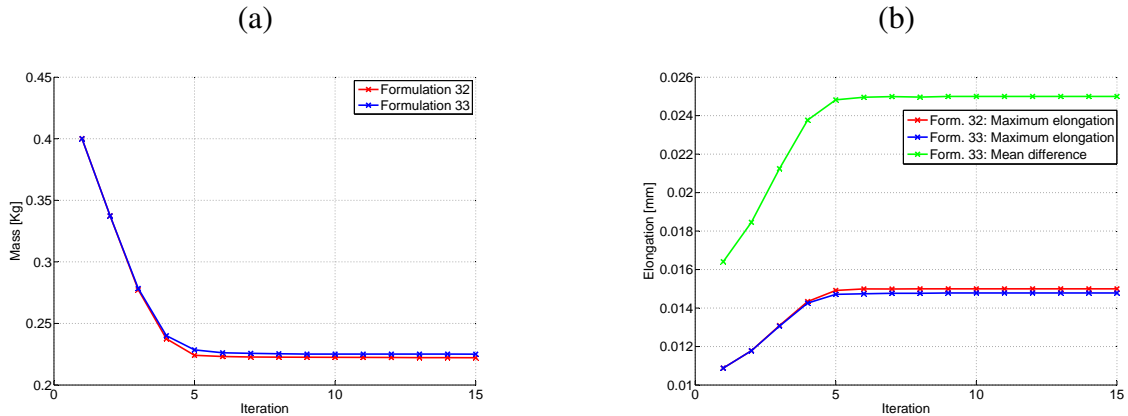 (a)
(b)
0.45
0.4
0.35
0.3
0.25
0.2
0
5
10
15
Mass [Kg]
Iteration
Formulation 32
Formulation 33
0.026
0.024
0.022
0.02
0.018
0.016
0.014
0.012
0.01
0
5
10
15
Elongation [mm]
Iteration
Form. 32: Maximum elongation
Form. 33: Maximum elongation
Form. 33: Mean difference